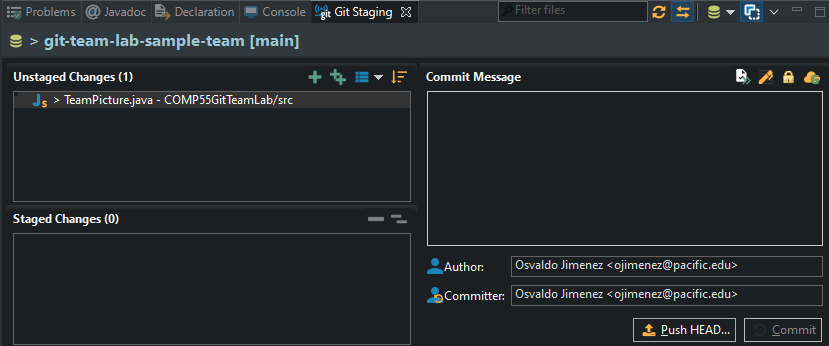 Problems @ Javadoc Declaration Console git Git Staging
Filter files
> git-team-lab-sample-team [main]
Unstaged Changes (1)
> TeamPicture.java - COMP55GitTeamLab/src
Staged Changes (0)
Commit Message
Author: Osvaldo Jimenez <ojimenez@pacific.edu>
Committer: Osvaldo Jimenez <ojimenez@pacific.edu>
Push HEAD... Commit